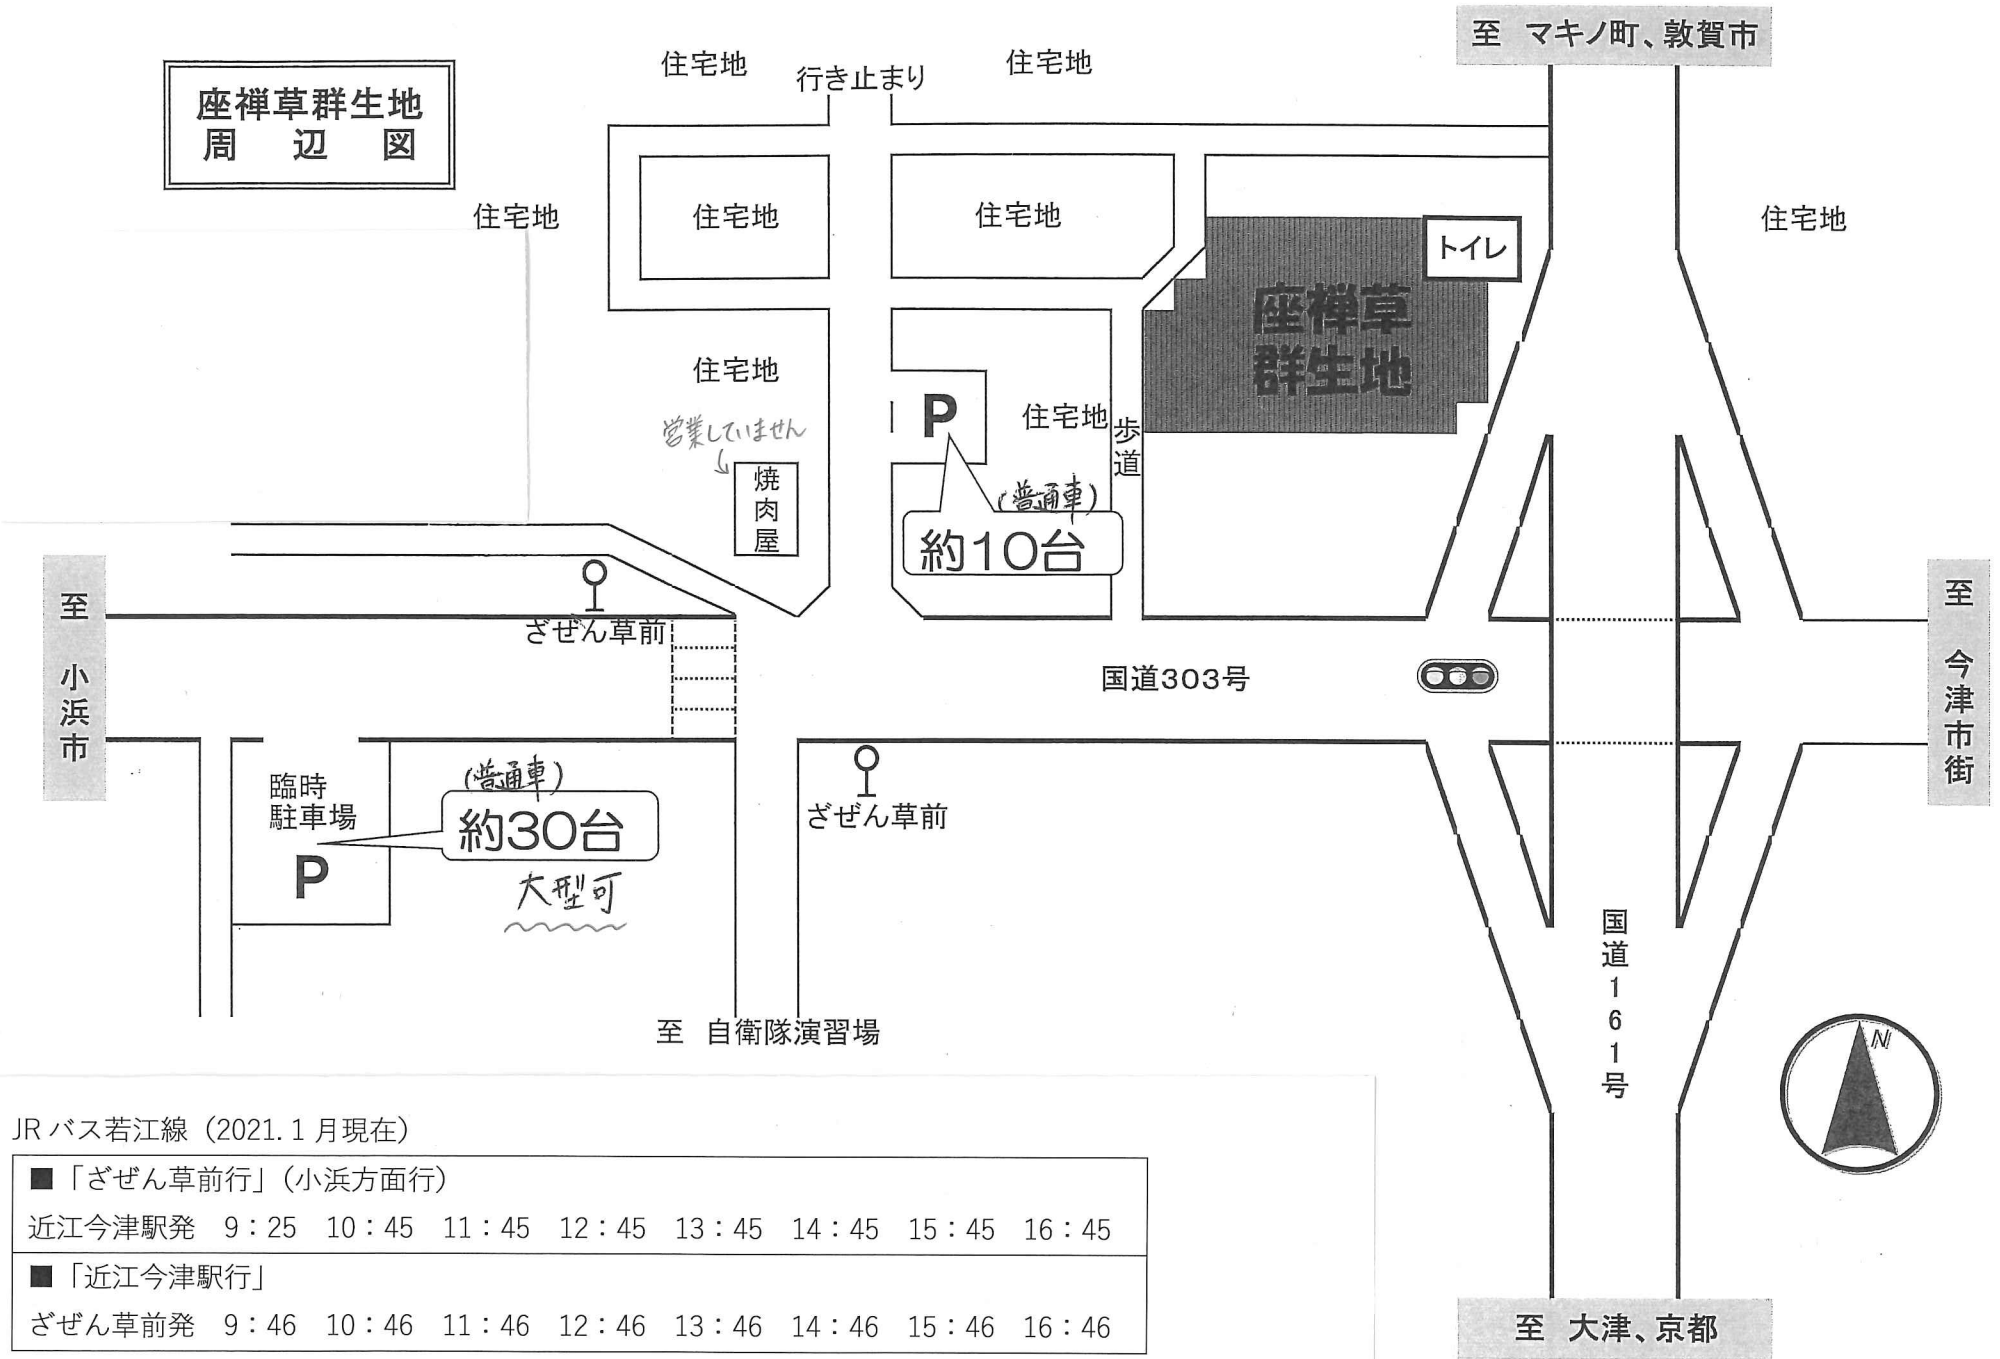 至　マキノ町、敦賀市
座禅草群生地
周　辺　図
住宅地
行き止まり
住宅地
住宅地
住宅地
住宅地
住宅地
トイレ
座禅草
群生地
住宅地
P
住宅地
歩道
営業していません
焼肉屋
(普通車)
約10台
至　小浜市
ざぜん草前
国道303号
至　今津市街
臨時
駐車場
P
(普通車)
約30台
大型可
ざぜん草前
国道161号
至　自衛隊演習場
N
JR バス若江線（2021. 1 月現在）
■「ざぜん草前行」（小浜方面行）
近江今津駅発　9：25　10：45　11：45　12：45　13：45　14：45　15：45　16：45
■「近江今津駅行」
ざぜん草前発　9：46　10：46　11：46　12：46　13：46　14：46　15：46　16：46
至　大津、京都